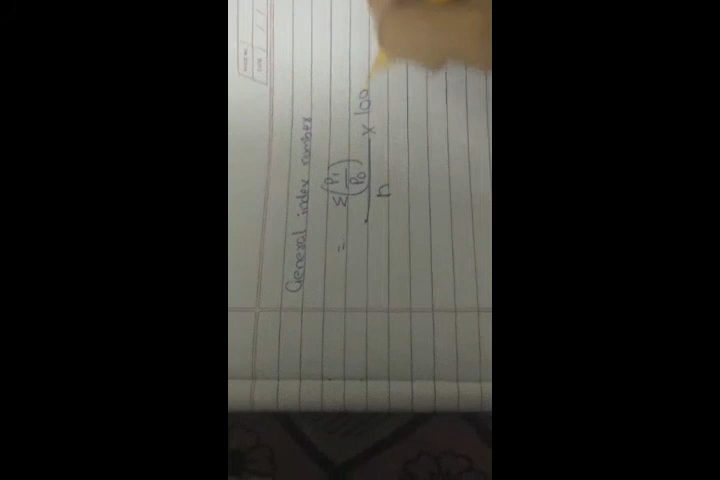 General index number
= Σ(P₁/P₀)/n × 100